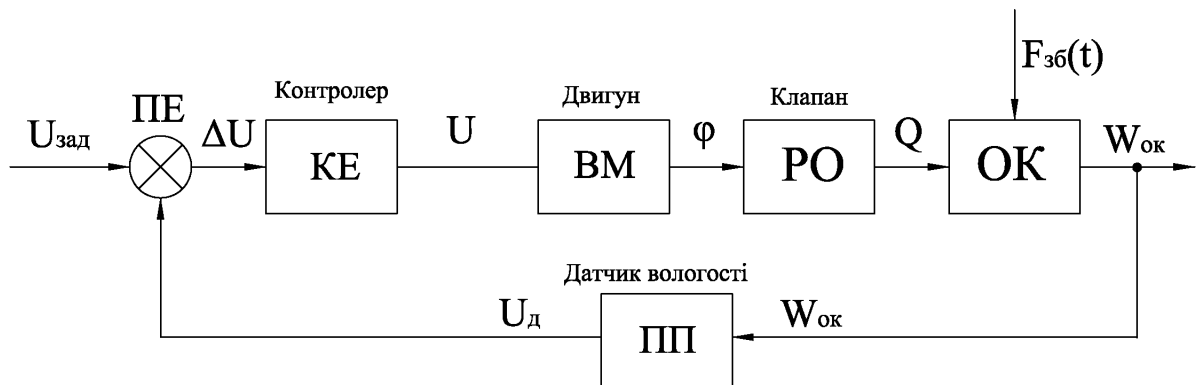 Fзб(t)
Контролер
Двигун
Клапан
ПЕ
Uзад
ΔU
КЕ
U
ВМ
φ
РО
Q
ОК
Wок
Датчик вологості
Uд
ПП
Wок